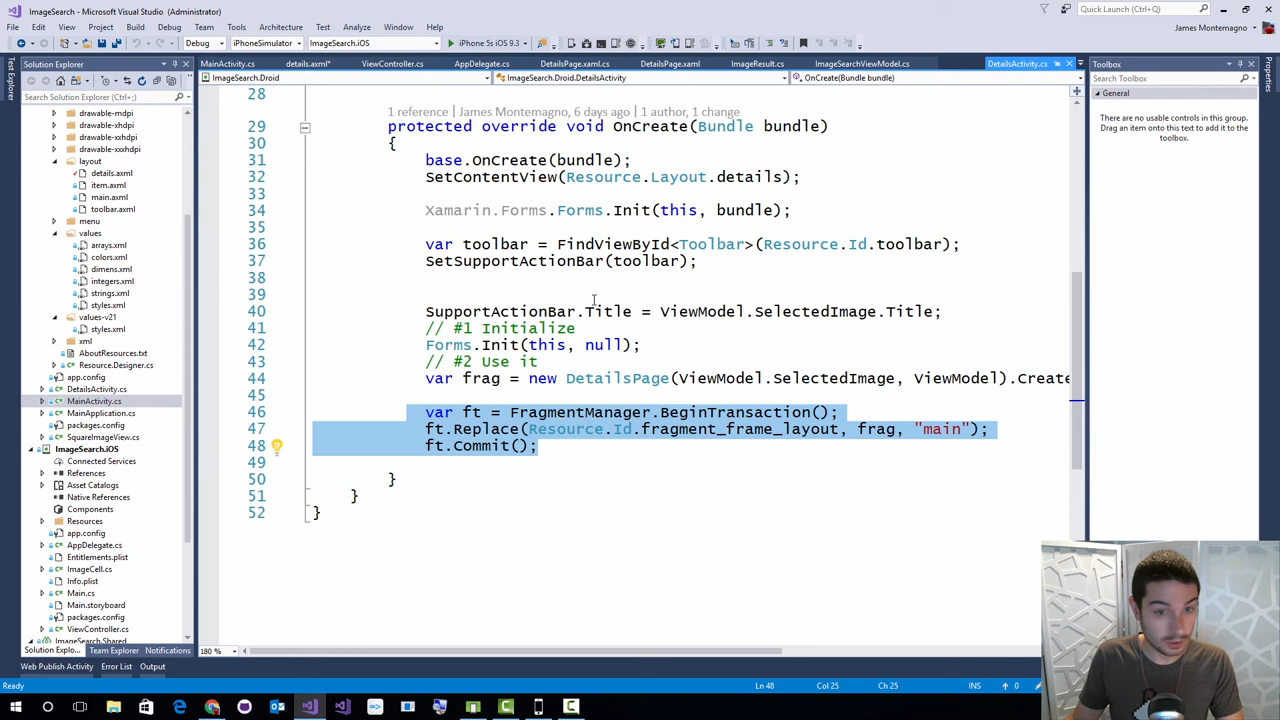 ImageSearch - Microsoft Visual Studio (Administrator)
Quick Launch (Ctrl+Q)
File Edit View Project Build Debug Team Tools Architecture Test Analyze Window Help
James Montemagno
Debug iPhoneSimulator ImageSearch.iOS iPhone 5s iOS 9.3
Solution Explorer
MainActivity.cs details.axml* ViewController.cs AppDelegate.cs DetailsPage.xaml.cs DetailsPage.xaml ImageResult.cs ImageSearchViewModel.cs DetailsActivity.cs
Toolbox
ImageSearch.Droid ImageSearch.Droid.DetailsActivity OnCreate(Bundle bundle)
Search Toolbox
Test Explorer
Properties
Search Solution Explorer (Ctrl+;)
General
There are no usable controls in this group.
Drag an item onto this text to add it to the
toolbox.
drawable-mdpi
drawable-xhdpi
drawable-xxhdpi
drawable-xxxhdpi
layout
details.axml
item.axml
main.axml
toolbar.axml
menu
values
arrays.xml
colors.xml
dimens.xml
integers.xml
strings.xml
styles.xml
values-v21
styles.xml
xml
AboutResources.txt
Resource.Designer.cs
app.config
DetailsActivity.cs
MainActivity.cs
MainApplication.cs
packages.config
SquareImageView.cs
ImageSearch.iOS
Connected Services
References
Asset Catalogs
Native References
Components
Resources
app.config
AppDelegate.cs
Entitlements.plist
ImageCell.cs
Info.plist
Main.cs
Main.storyboard
packages.config
ViewController.cs
ImageSearch.Shared
28
1 reference | James Montemagno, 6 days ago | 1 author, 1 change
29 protected override void OnCreate(Bundle bundle)
30 {
31 base.OnCreate(bundle);
32 SetContentView(Resource.Layout.details);
33
34 Xamarin.Forms.Forms.Init(this, bundle);
35
36 var toolbar = FindViewById<Toolbar>(Resource.Id.toolbar);
37 SetSupportActionBar(toolbar);
38
39
40 SupportActionBar.Title = ViewModel.SelectedImage.Title;
41 // #1 Initialize
42 Forms.Init(this, null);
43 // #2 Use it
44 var frag = new DetailsPage(ViewModel.SelectedImage, ViewModel).Create
45
46 var ft = FragmentManager.BeginTransaction();
47 ft.Replace(Resource.Id.fragment_frame_layout, frag, "main");
48 ft.Commit();
49
50 }
51 }
52 }
180 %
Solution Explo... Team Explorer Notifications
Web Publish Activity Error List Output
Ready Ln 48 Col 25 Ch 25 INS 0